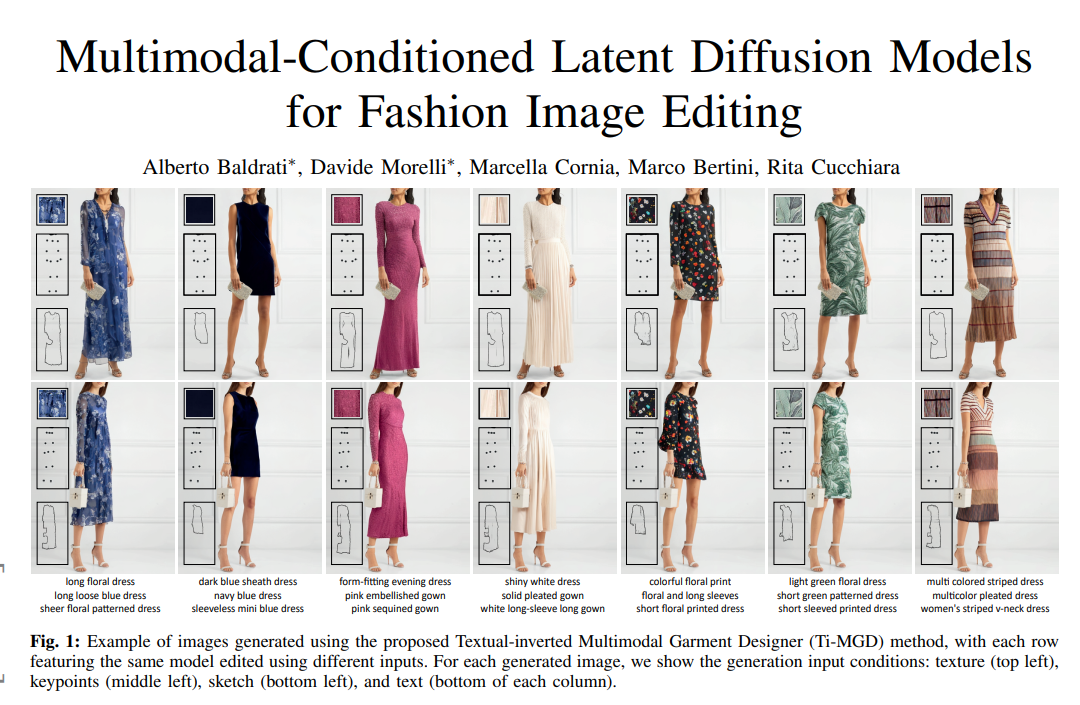 Multimodal-Conditioned Latent Diffusion Models
for Fashion Image Editing
Alberto Baldrati*, Davide Morelli*, Marcella Cornia, Marco Bertini, Rita Cucchiara
long floral dress
long loose blue dress
sheer floral patterned dress
dark blue sheath dress
navy blue dress
sleeveless mini blue dress
form-fitting evening dress
pink embellished gown
pink sequined gown
shiny white dress
solid pleated gown
white long-sleeve long gown
colorful floral print
floral and long sleeves
short floral printed dress
light green floral dress
short green patterned dress
short sleeved printed dress
multi colored striped dress
multicolor pleated dress
women's striped v-neck dress
Fig. 1: Example of images generated using the proposed Textual-inverted Multimodal Garment Designer (Ti-MGD) method, with each row
featuring the same model edited using different inputs. For each generated image, we show the generation input conditions: texture (top left),
keypoints (middle left), sketch (bottom left), and text (bottom of each column).